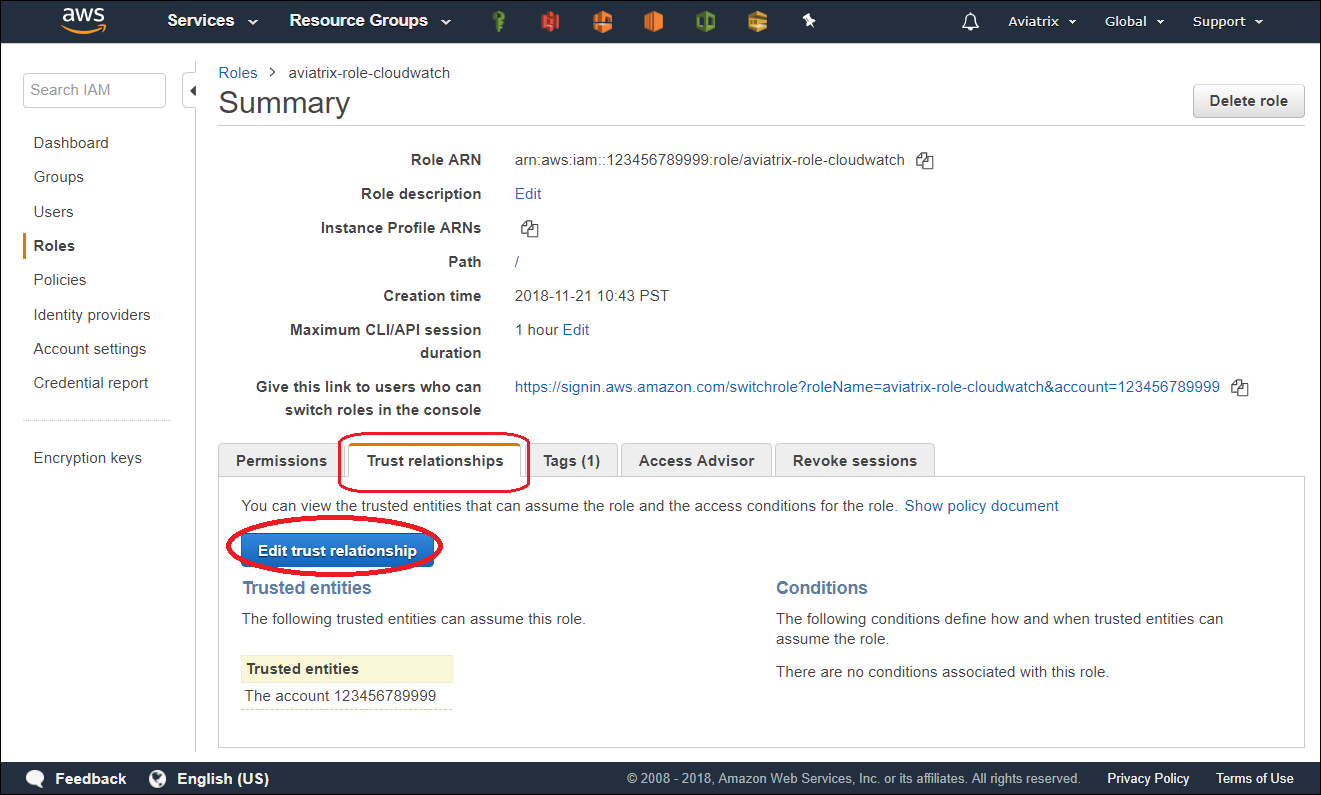 aws Services Resource Groups Aviatrix Global Support
Search IAM
Dashboard
Groups
Users
Roles
Policies
Identity providers
Account settings
Credential report
Encryption keys
Roles > aviatrix-role-cloudwatch
Summary
Delete role
Role ARN arn:aws:iam::123456789999:role/aviatrix-role-cloudwatch
Role description Edit
Instance Profile ARNs
Path /
Creation time 2018-11-21 10:43 PST
Maximum CLI/API session 1 hour Edit
duration
Give this link to users who can https://signin.aws.amazon.com/switchrole?roleName=aviatrix-role-cloudwatch&account=123456789999
switch roles in the console
Permissions Trust relationships Tags (1) Access Advisor Revoke sessions
You can view the trusted entities that can assume the role and the access conditions for the role. Show policy document
Edit trust relationship
Trusted entities
The following trusted entities can assume this role.
Trusted entities
The account 123456789999
Conditions
The following conditions define how and when trusted entities can
assume the role.
There are no conditions associated with this role.
Feedback English (US) © 2008 - 2018, Amazon Web Services, Inc. or its affiliates. All rights reserved. Privacy Policy Terms of Use